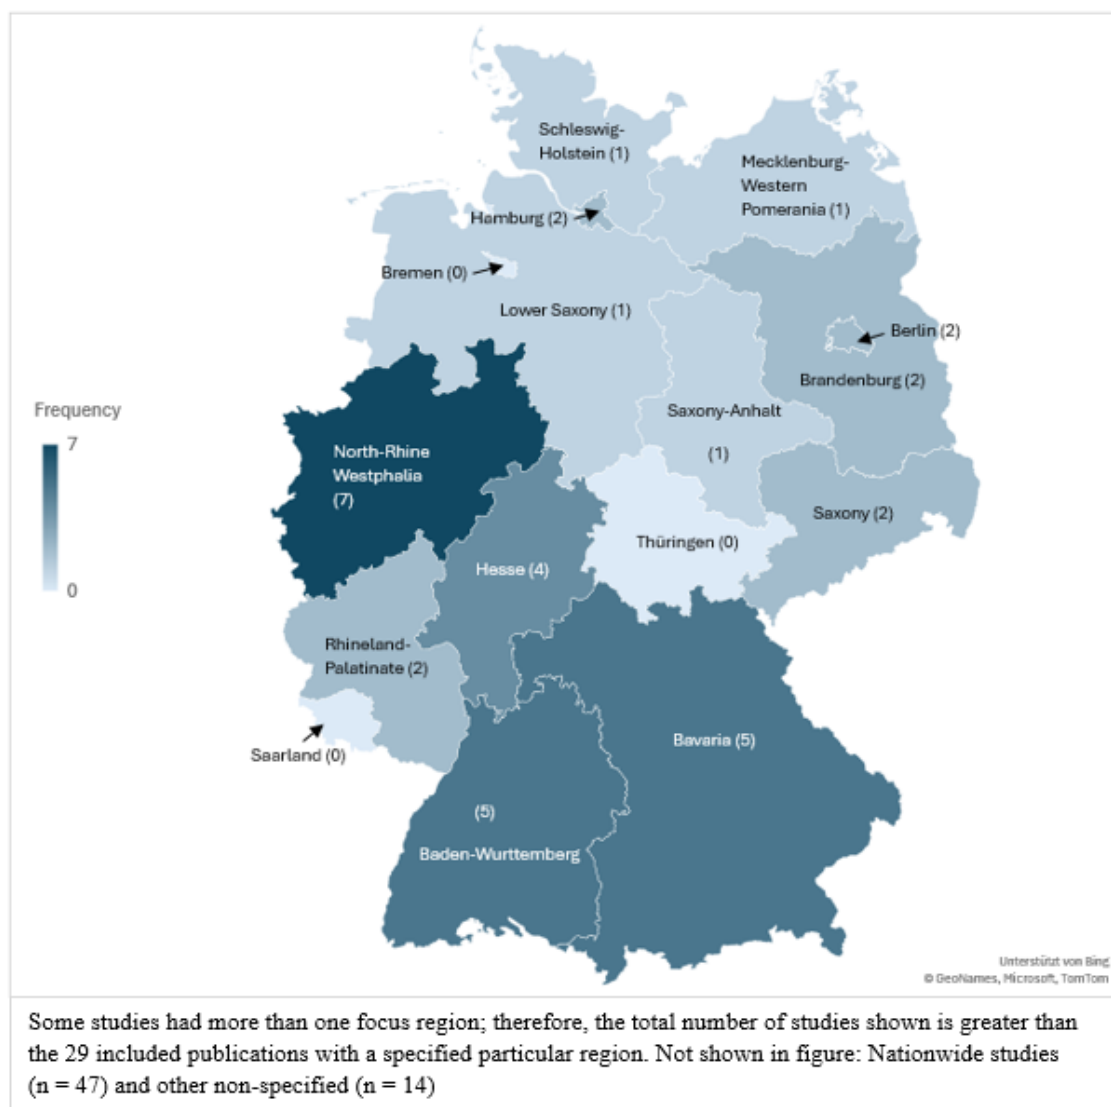 Schleswig-
Holstein (1)
Mecklenburg-
Western
Pomerania (1)
Hamburg (2)
Bremen (0)
Lower Saxony (1)
Berlin (2)
Brandenburg (2)
Frequency
7
0
Saxony-Anhalt
(1)
North-Rhine
Westphalia
(7)
Saxony (2)
Thüringen (0)
Hesse (4)
Rhineland-
Palatinate (2)
Saarland (0)
Bavaria (5)
(5)
Baden-Wurttemberg
Unterstützt von Bing
© GeoNames, Microsoft, TomTom
Some studies had more than one focus region; therefore, the total number of studies shown is greater than
the 29 included publications with a specified particular region. Not shown in figure: Nationwide studies
(n = 47) and other non-specified (n = 14)